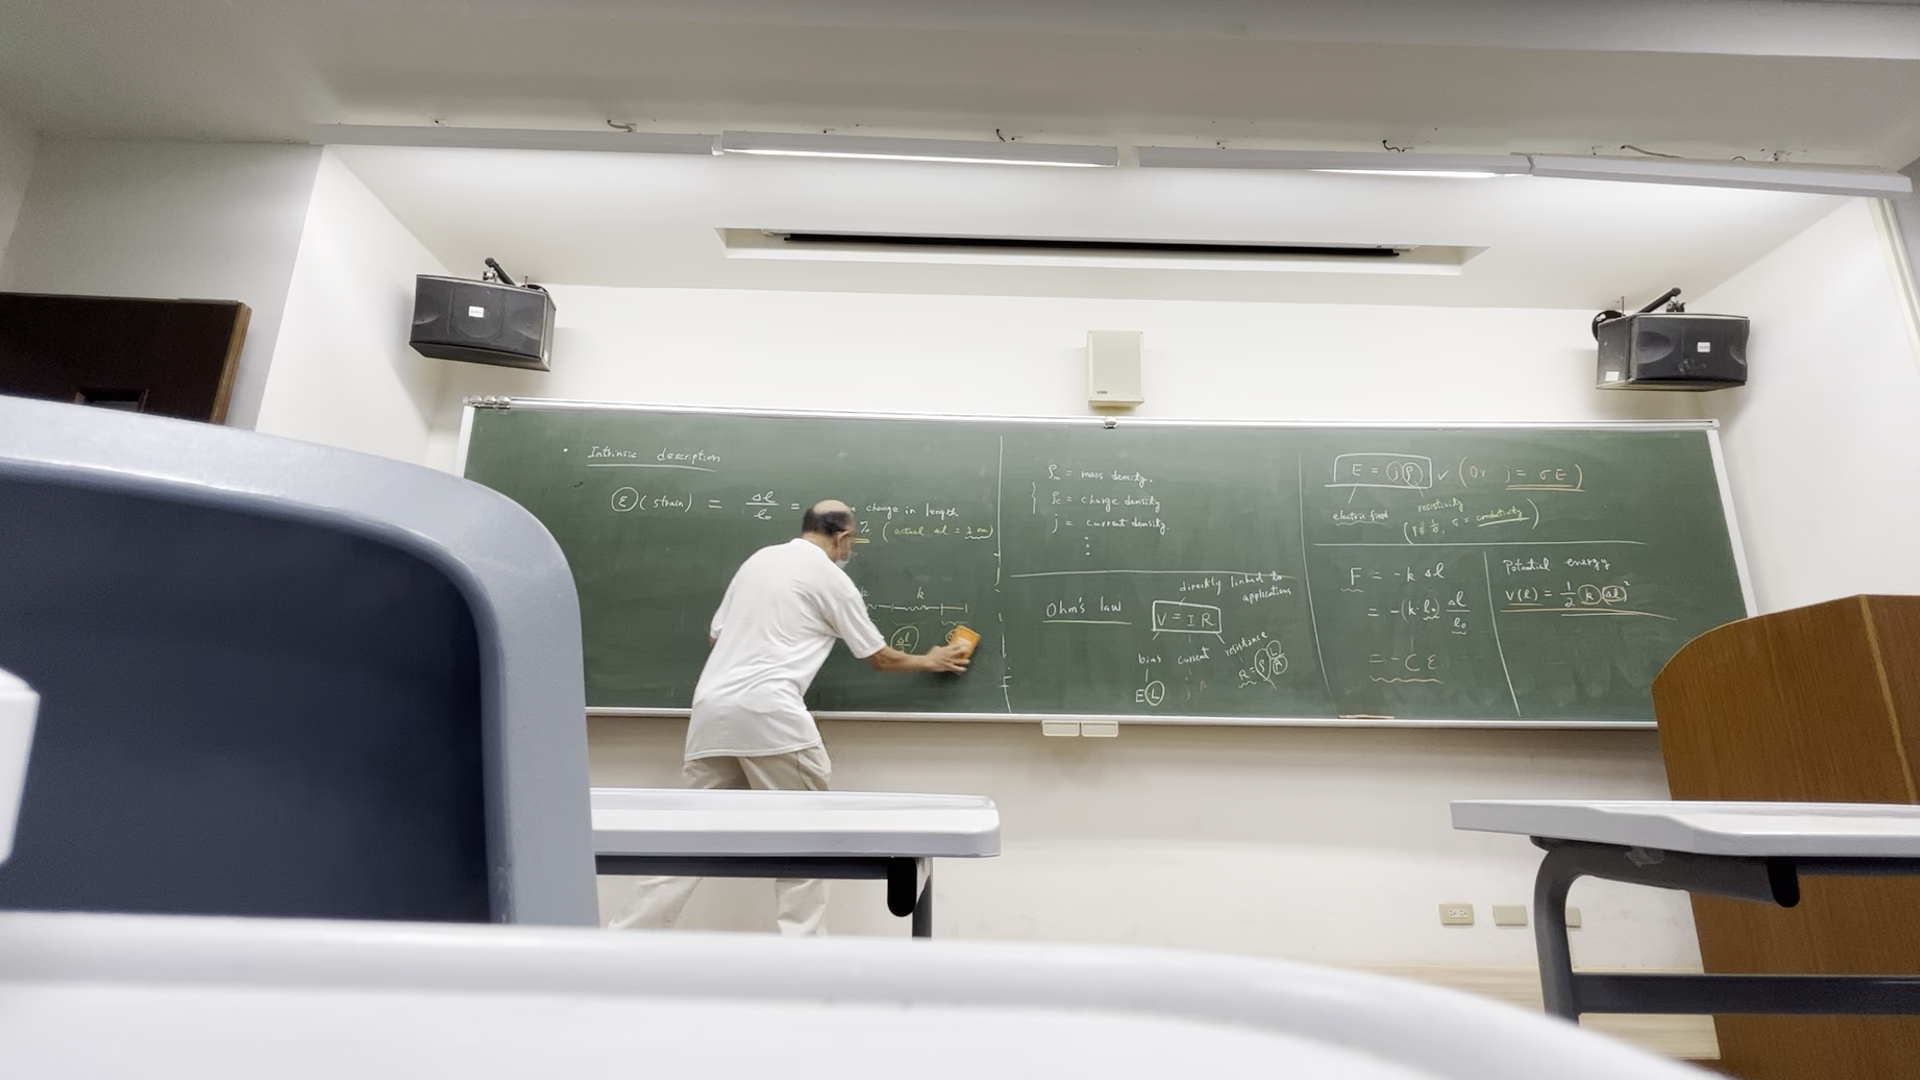 • Intrinsic description
ε (strain) = Δl / l₀ = change in length
% (actual Δl = 2 cm)
k
Δl
ρm = mass density,
ρc = charge density
j = current density.
Ohm's law
V = I R
directly linked to
applications
bias current resistance
E L
R = ρ L / A
E = j ρ ✓ (Or j = σ E)
electric field
resistivity
σ = conductivity)
F = - k Δl
= - (k · l₀) Δl / l₀
= - C ε
Potential energy
V(l) = 1/2 k Δl²